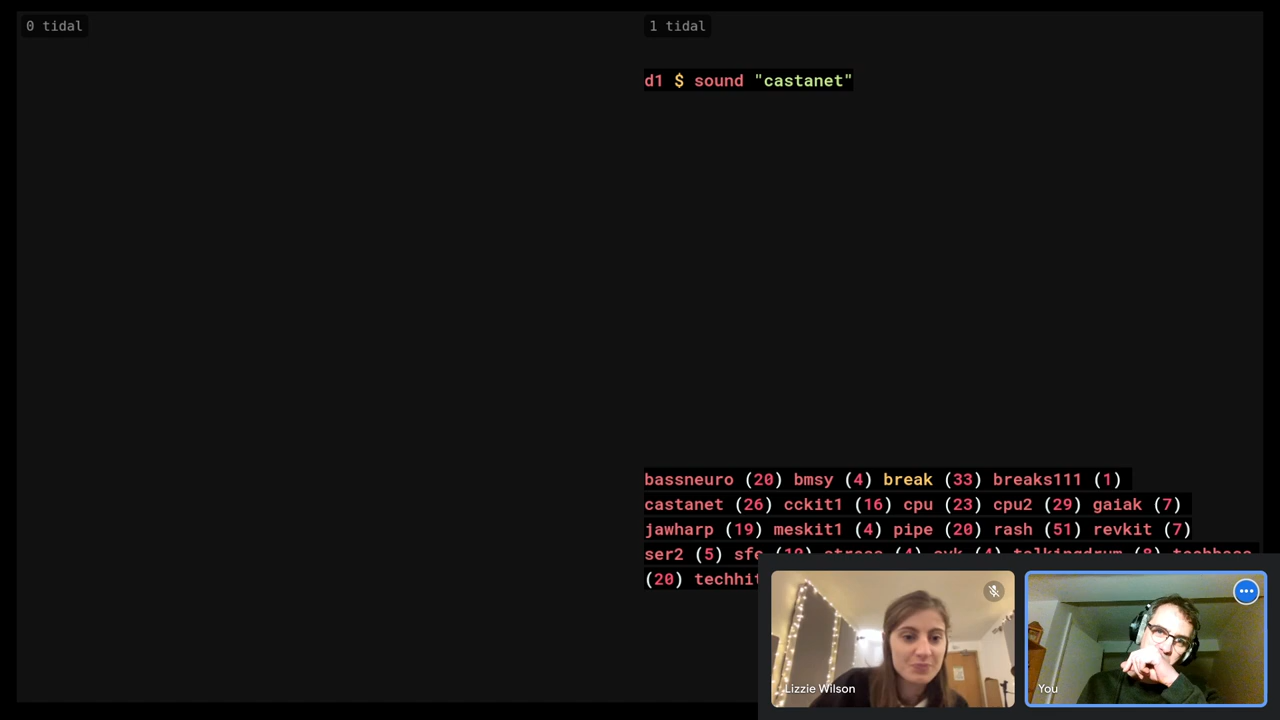 0 tidal
1 tidal
d1 $ sound "castanet"
bassneuro (20) bmsy (4) break (33) breaks111 (1)
castanet (26) cckit1 (16) cpu (23) cpu2 (29) gaiak (7)
jawharp (19) meskit1 (4) pipe (20) rash (51) revkit (7)
ser2 (5) sfc
(20) techhit
Lizzie Wilson
You